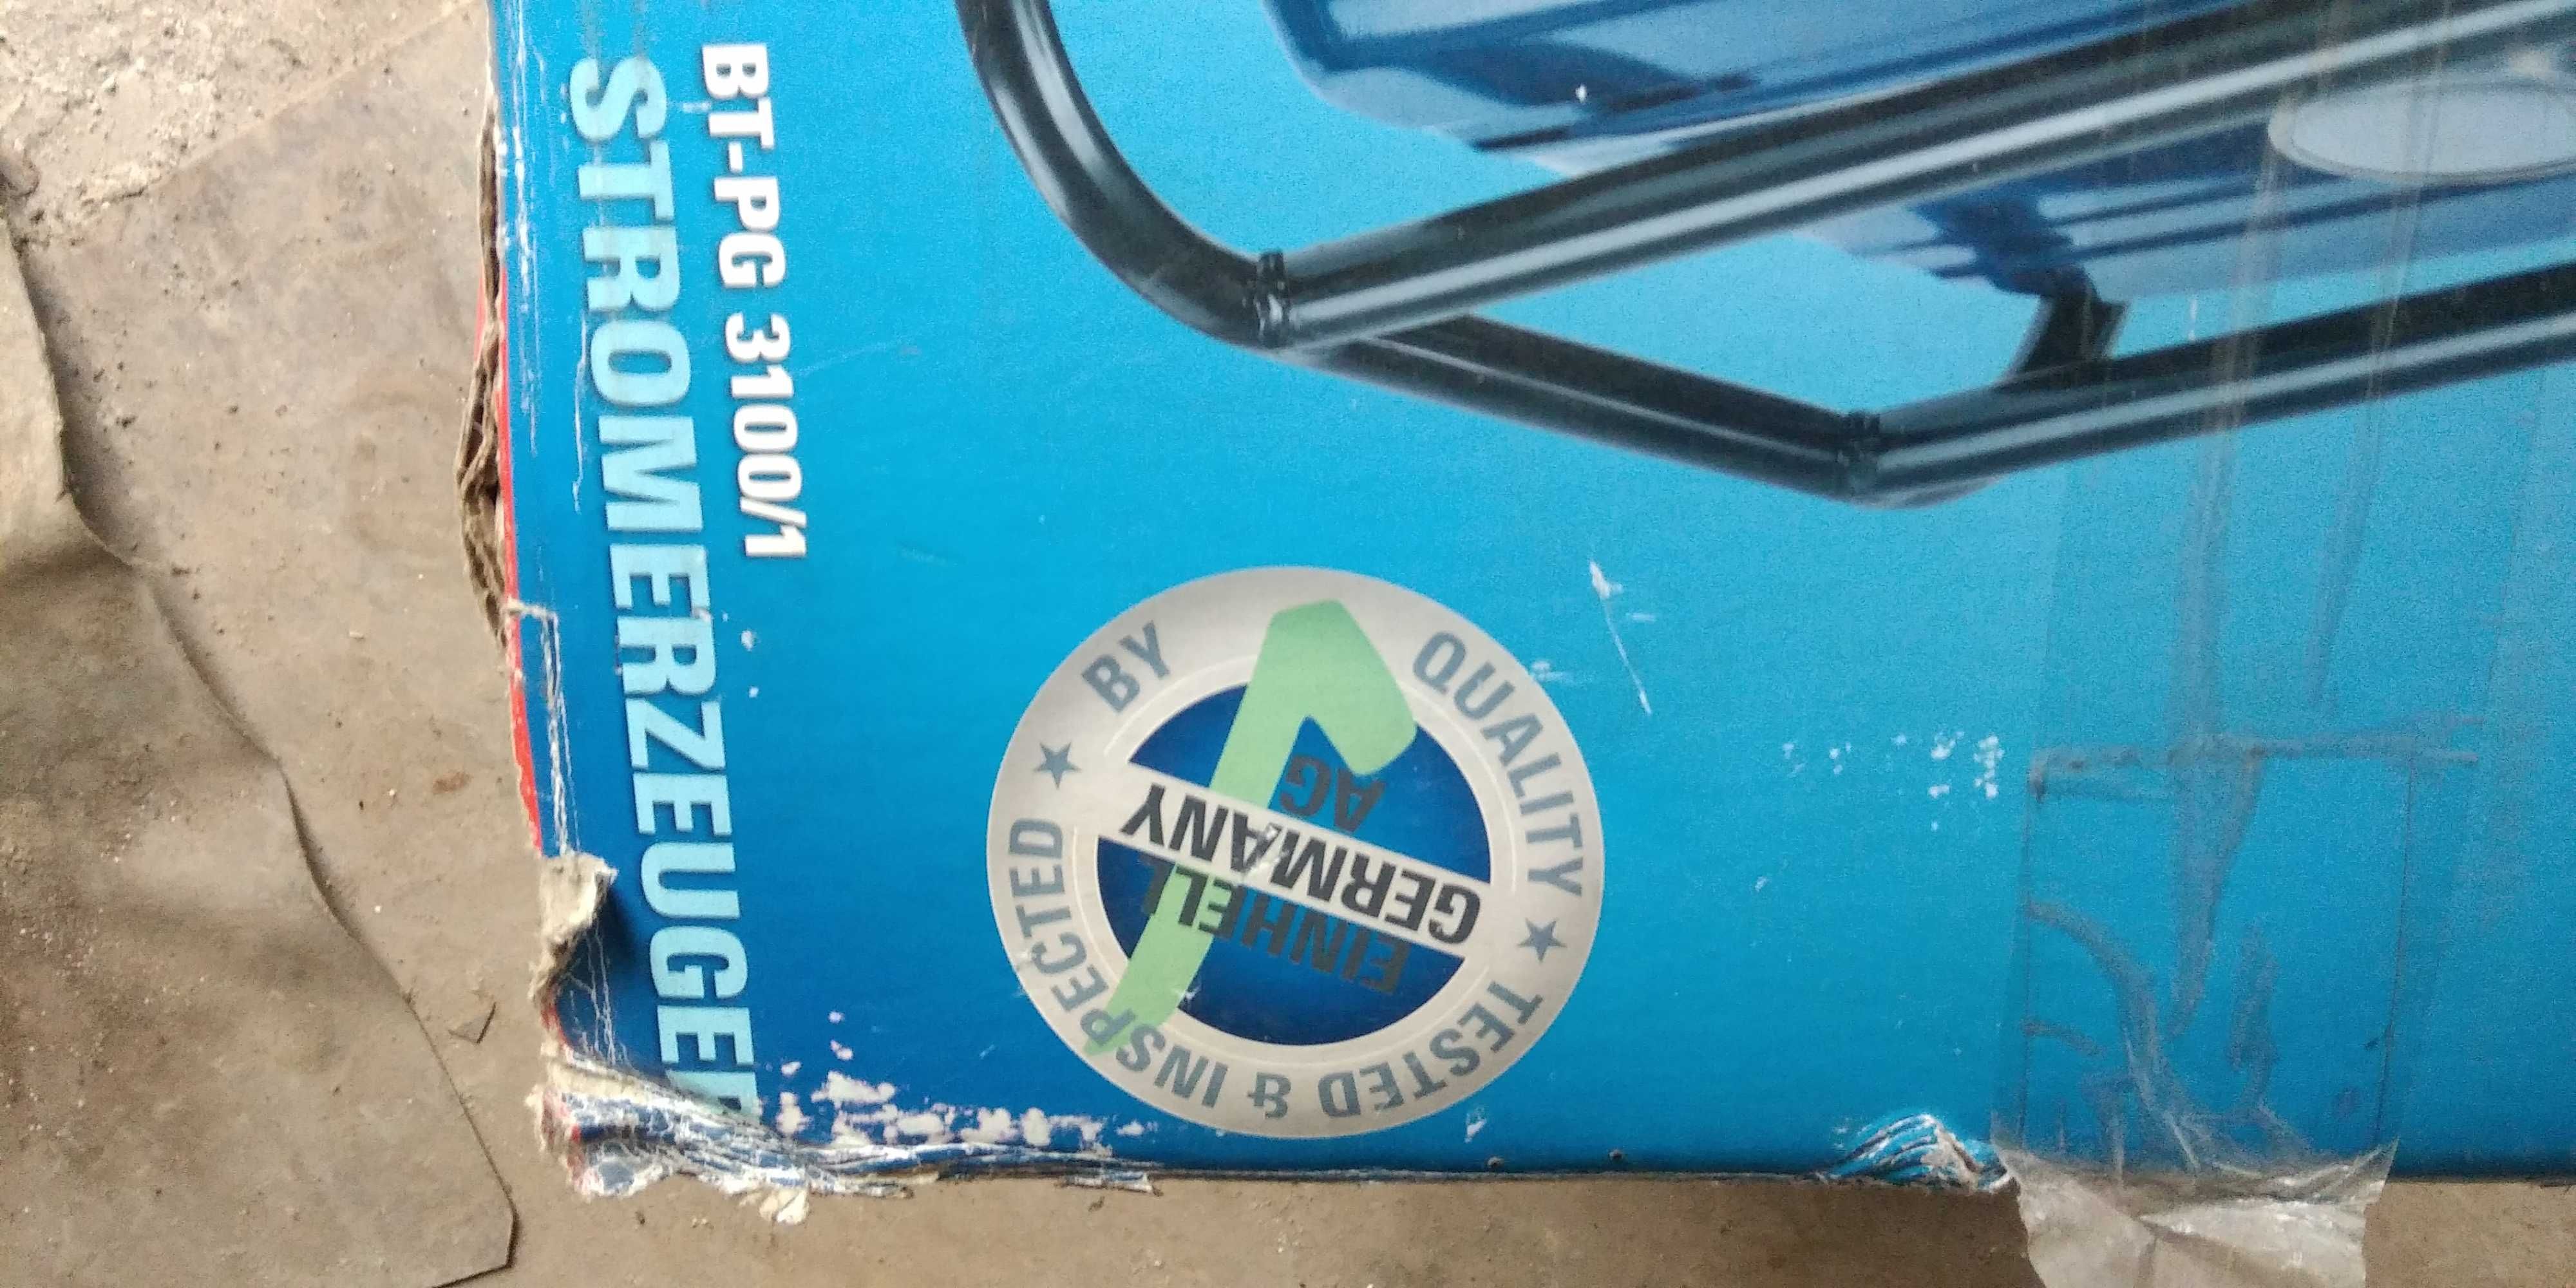 BT-PG 3100/1
STROMERZEUGER
QUALITY ★ TESTED & INSPECTED ★ BY
EINHELL
GERMANY
AG